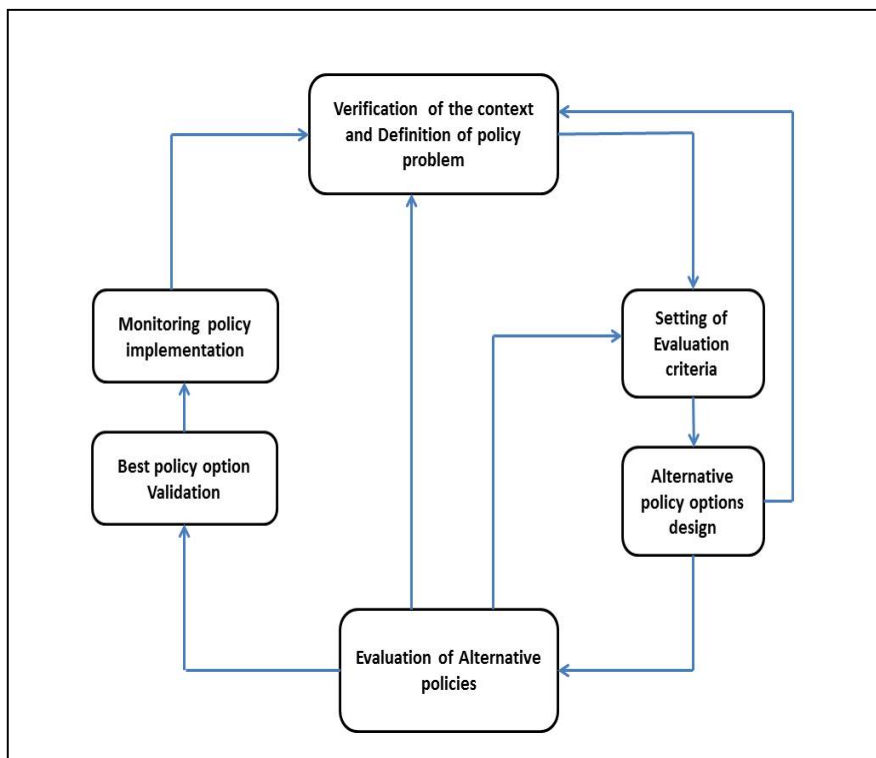 Verification of the context
and Definition of policy
problem
Setting of
Evaluation
criteria
Alternative
policy options
design
Evaluation of Alternative
policies
Best policy option
Validation
Monitoring policy
implementation